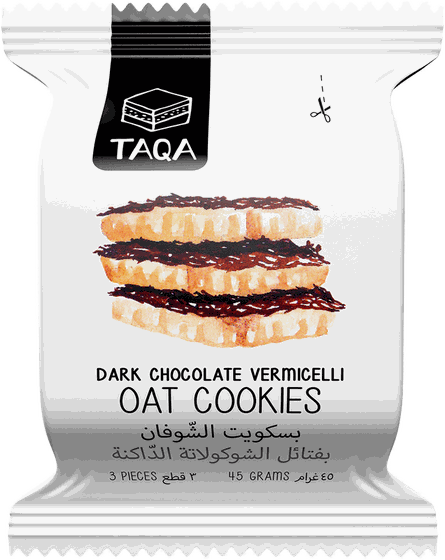 TAQA
DARK CHOCOLATE VERMICELLI
OAT COOKIES
بسكويت الشّوفان
بفتائل الشوكولاتة الدّاكنة
3 PIECES ٣ قطع 45 GRAMS ٤٥ غرام